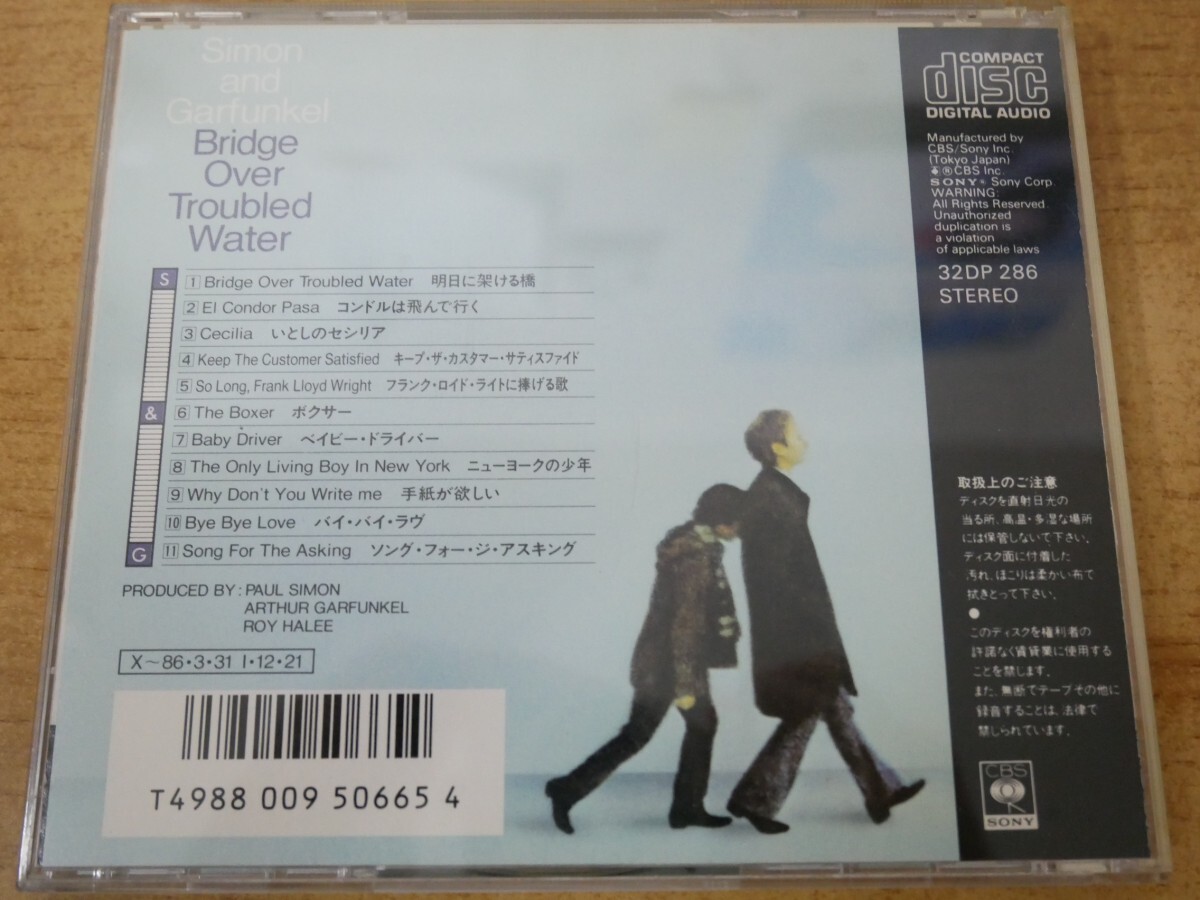 Simon
and
Garfunkel
Bridge
Over
Troubled
Water
S
1 Bridge Over Troubled Water 明日に架ける橋
2 El Condor Pasa コンドルは飛んで行く
3 Cecilia いとしのセシリア
4 Keep The Customer Satisfied キープ・ザ・カスタマー・サティスファイド
5 So Long, Frank Lloyd Wright フランク・ロイド・ライトに捧げる歌
&
6 The Boxer ボクサー
7 Baby Driver ベイビー・ドライバー
8 The Only Living Boy In New York ニューヨークの少年
9 Why Don't You Write me 手紙が欲しい
10 Bye Bye Love バイ・バイ・ラヴ
11 Song For The Asking ソング・フォー・ジ・アスキング
G
PRODUCED BY: PAUL SIMON
ARTHUR GARFUNKEL
ROY HALEE
X~86・3・31 I・12・21
T4988 009 50665 4
COMPACT
disc
DIGITAL AUDIO
Manufactured by
CBS/Sony Inc.
(Tokyo Japan)
ⓇCBS Inc.
SONY® Sony Corp.
WARNING:
All Rights Reserved.
Unauthorized
duplication is
a violation
of applicable laws
32DP 286
STEREO
取扱上のご注意
ディスクを直射日光の
当る所、高温・多湿な場所
には保管しないで下さい。
ディスク面に付着した
汚れ、ほこりは柔かい布で
拭きとって下さい。
●
このディスクを権利者の
許諾なく賃貸業に使用する
ことを禁じます。
また、無断でテープその他に
録音することは、法律で
禁じられています。
CBS
SONY